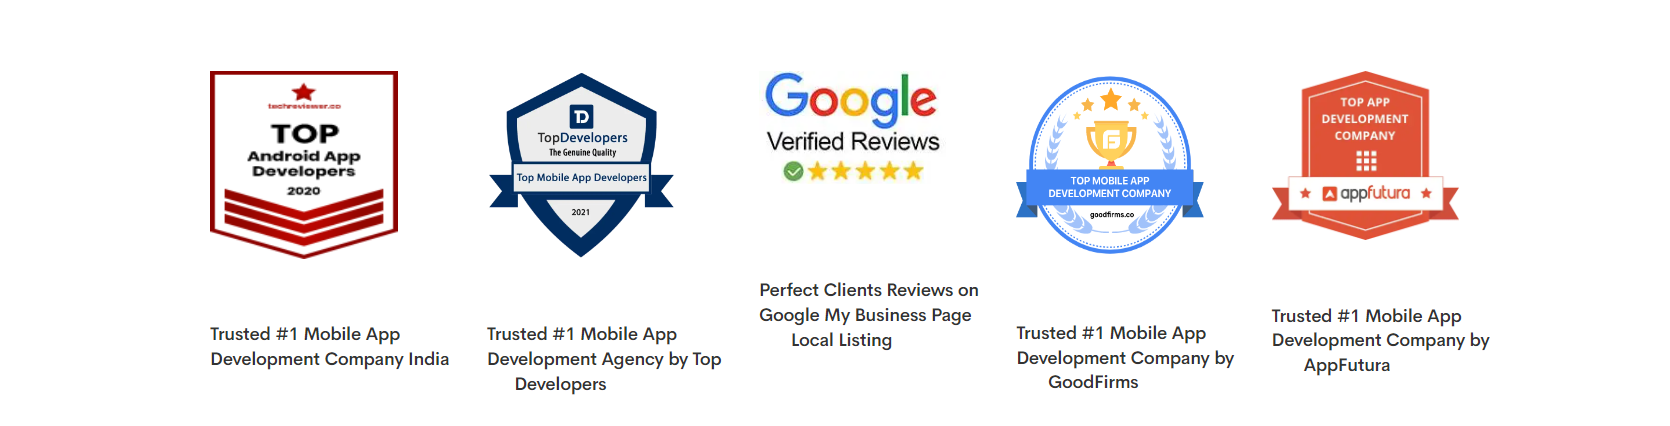 techreviewer.co
TOP
Android App
Developers
2020
Trusted #1 Mobile App
Development Company India
TD
TopDevelopers
The Genuine Quality
Top Mobile App Developers
2021
Trusted #1 Mobile App
Development Agency by Top
Developers
Google
Verified Reviews
Perfect Clients Reviews on
Google My Business Page
Local Listing
TOP MOBILE APP
DEVELOPMENT COMPANY
goodfirms.co
Trusted #1 Mobile App
Development Company by
GoodFirms
TOP APP
DEVELOPMENT
COMPANY
appfutura
Trusted #1 Mobile App
Development Company by
AppFutura